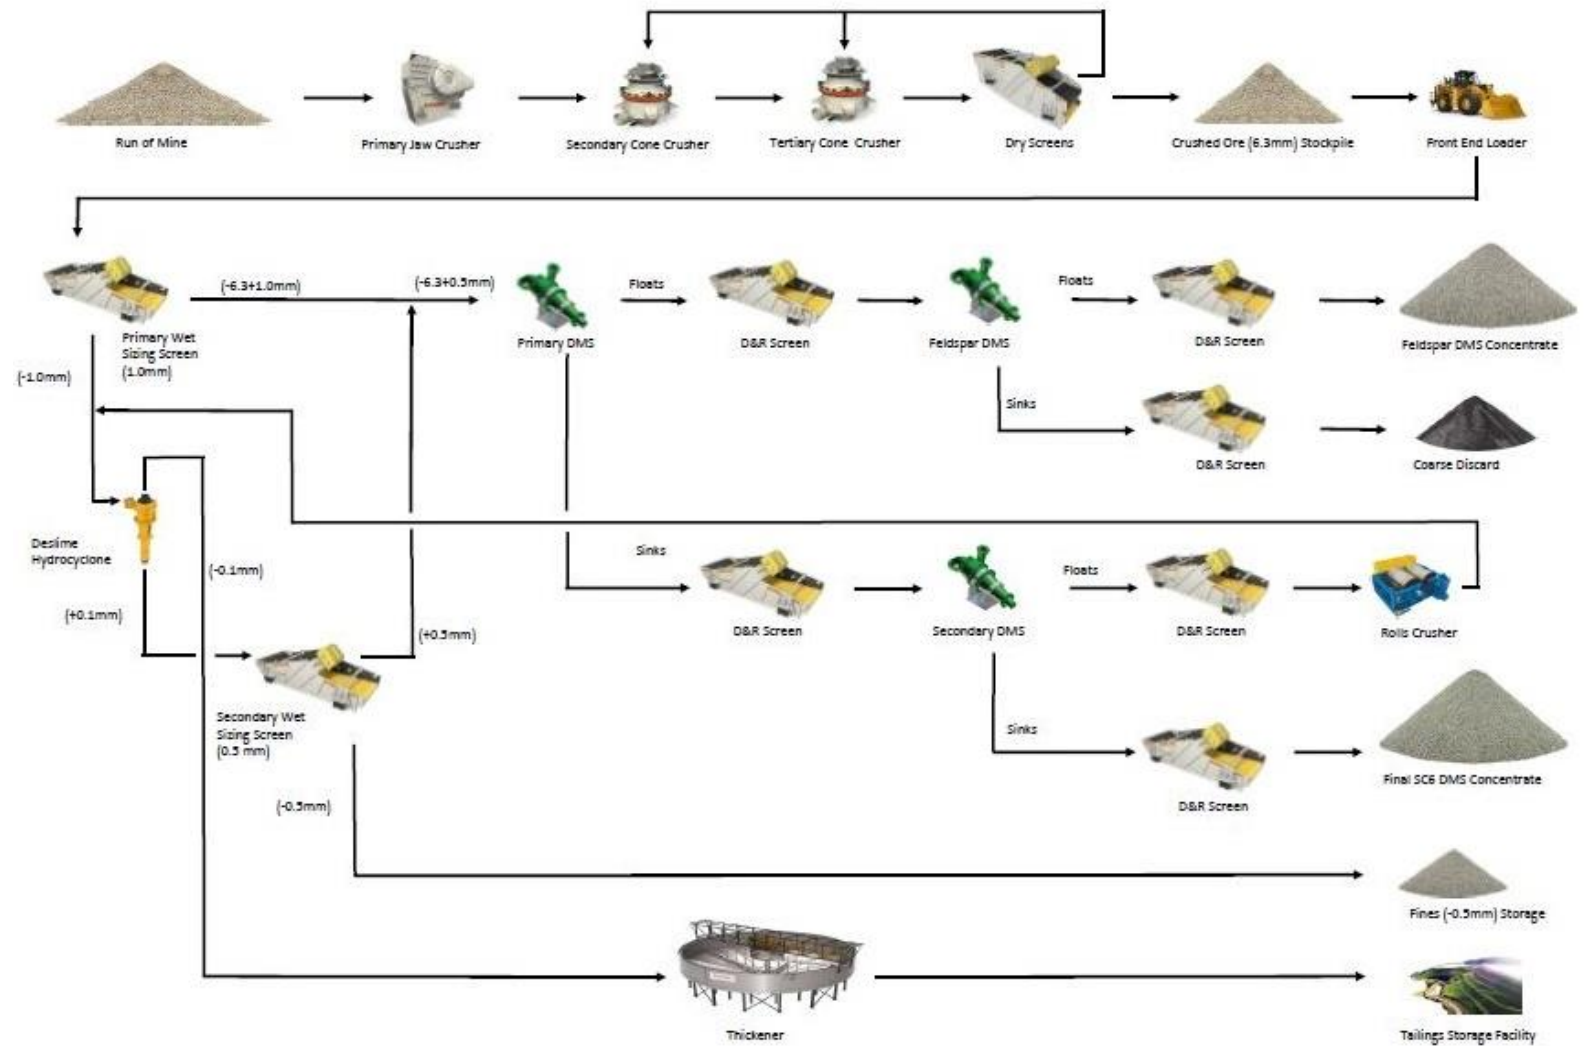 Run of Mine
Primary Jaw Crusher
Secondary Cone Crusher
Tertiary Cone Crusher
Dry Screens
Crushed Ore (6.3mm) Stockpile
Front End Loader
(-6.3+1.0mm)
(-6.3+0.5mm)
Floats
Floats
Primary Wet
Sizing Screen
(1.0mm)
Primary DMS
D&R Screen
Feldspar DMS
D&R Screen
Feldspar DMS Concentrate
(-1.0mm)
Sinks
D&R Screen
Coarse Discard
Deslime
Hydrocyclone
(-0.1mm)
Sinks
Floats
(+0.1mm)
(+0.5mm)
D&R Screen
Secondary DMS
D&R Screen
Rolls Crusher
Secondary Wet
Sizing Screen
(0.5 mm)
Sinks
(-0.5mm)
D&R Screen
Final SC6 DMS Concentrate
Fines (-0.5mm) Storage
Thickener
Tailings Storage Facility